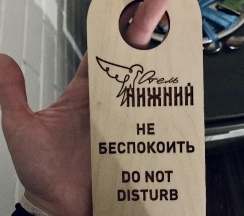 Отель
НИЖНИЙ
НЕ
БЕСПОКОИТЬ
DO NOT
DISTURB